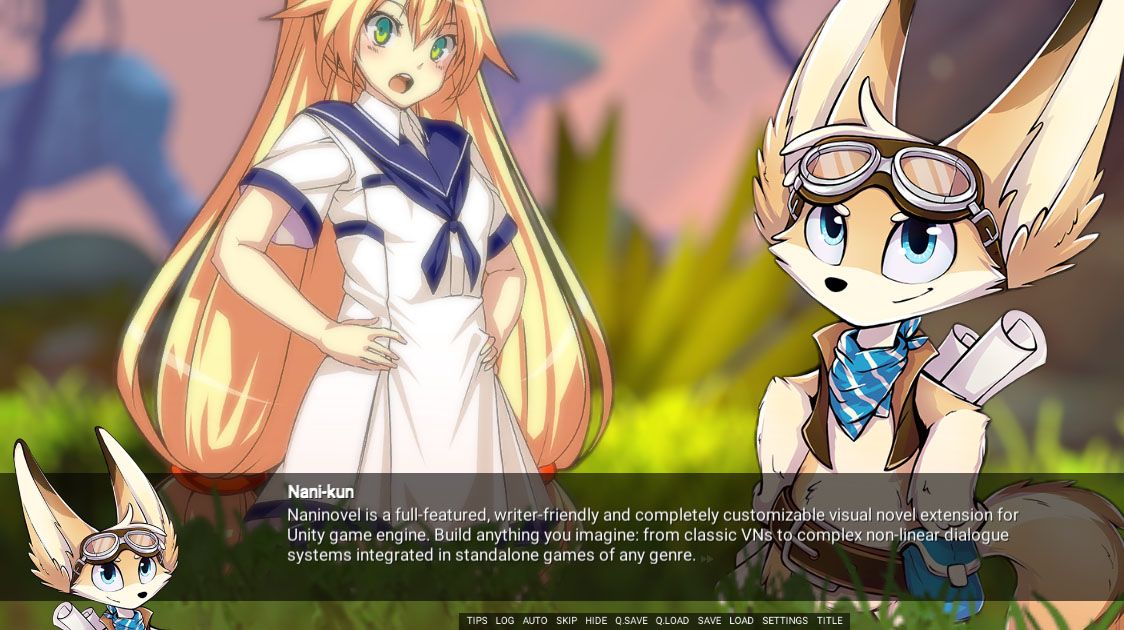 Nani-kun
Naninovel is a full-featured, writer-friendly and completely customizable visual novel extension for
Unity game engine. Build anything you imagine: from classic VNs to complex non-linear dialogue
systems integrated in standalone games of any genre.
TIPS LOG AUTO SKIP HIDE Q.SAVE Q.LOAD SAVE LOAD SETTINGS TITLE